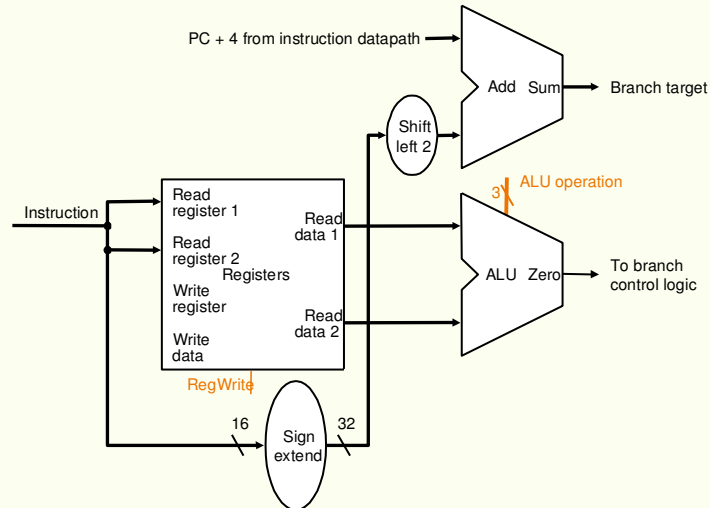 PC + 4 from instruction datapath
Add
Sum
Branch target
Shift
left 2
3
ALU operation
Instruction
Read
register 1
Read
register 2
Registers
Write
register
Write
data
Read
data 1
Read
data 2
ALU
Zero
To branch
control logic
RegWrite
16
Sign
extend
32